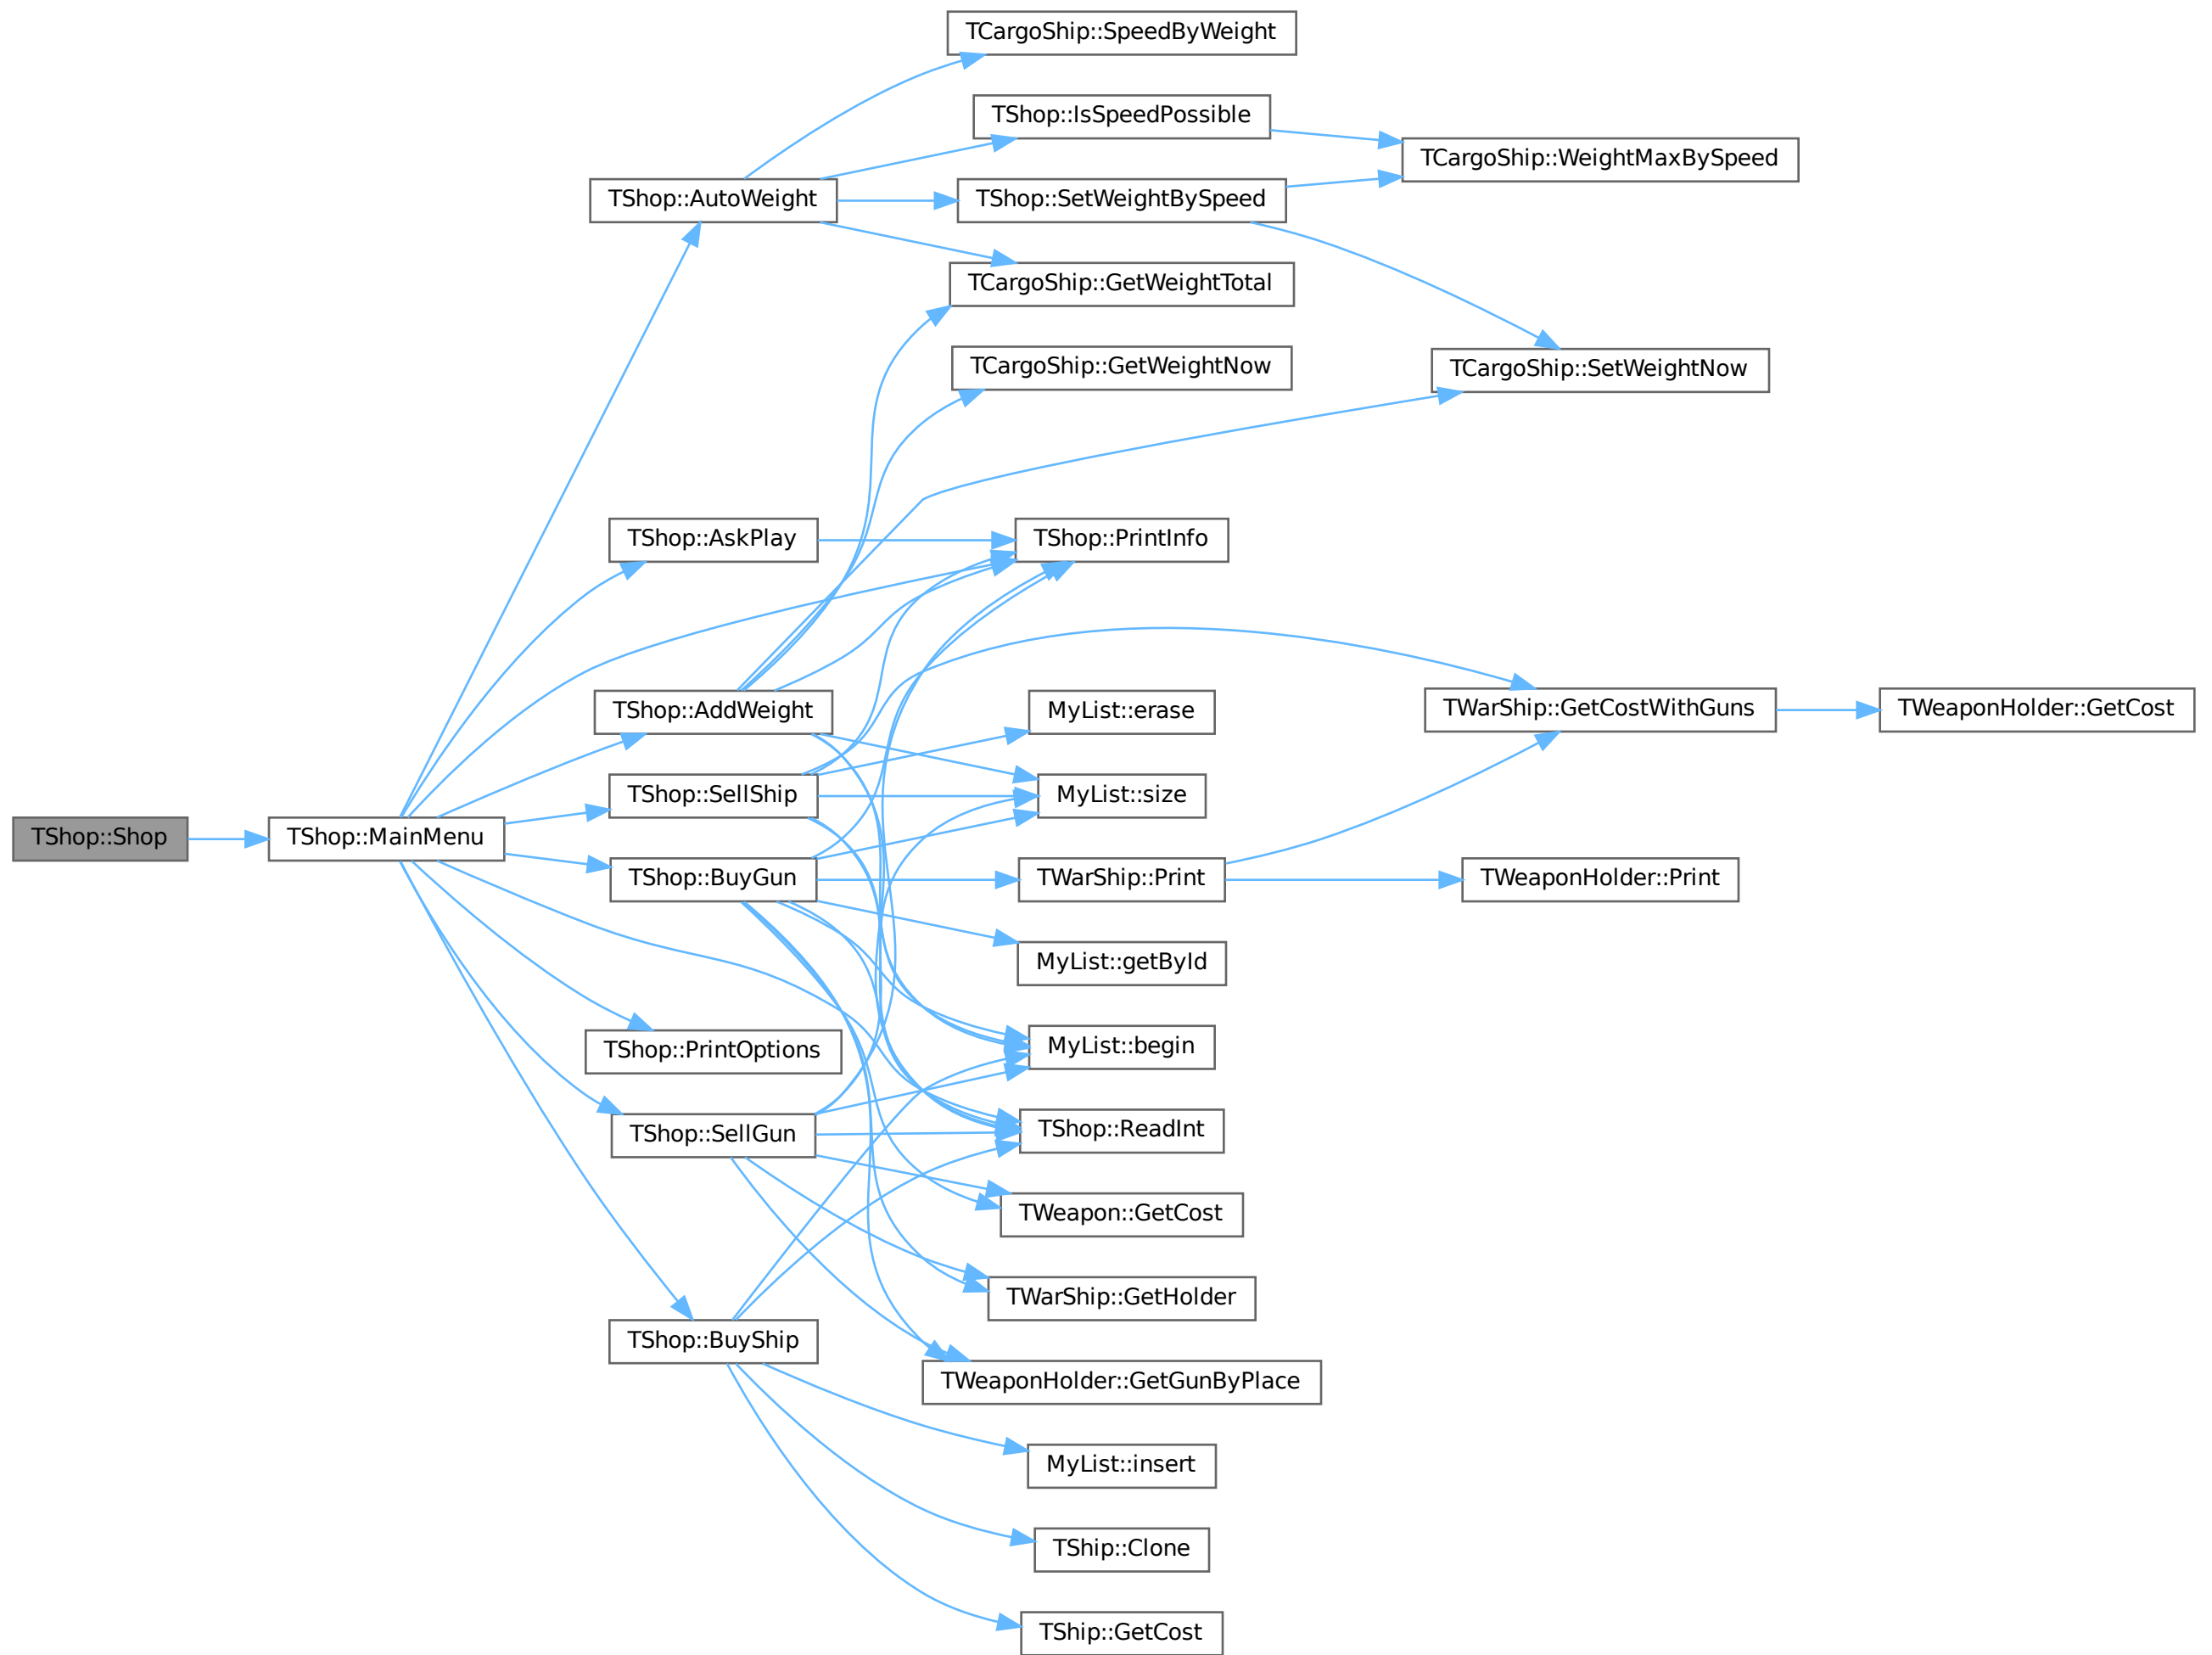 TCargoShip::SpeedByWeight
TShop::IsSpeedPossible
TCargoShip::WeightMaxBySpeed
TShop::AutoWeight
TShop::SetWeightBySpeed
TCargoShip::GetWeightTotal
TCargoShip::GetWeightNow
TCargoShip::SetWeightNow
TShop::AskPlay
TShop::PrintInfo
TShop::AddWeight
MyList::erase
TWarShip::GetCostWithGuns
TWeaponHolder::GetCost
TShop::SellShip
MyList::size
TShop::Shop
TShop::MainMenu
TShop::BuyGun
TWarShip::Print
TWeaponHolder::Print
MyList::getById
TShop::PrintOptions
MyList::begin
TShop::SellGun
TShop::ReadInt
TWeapon::GetCost
TWarShip::GetHolder
TShop::BuyShip
TWeaponHolder::GetGunByPlace
MyList::insert
TShip::Clone
TShip::GetCost